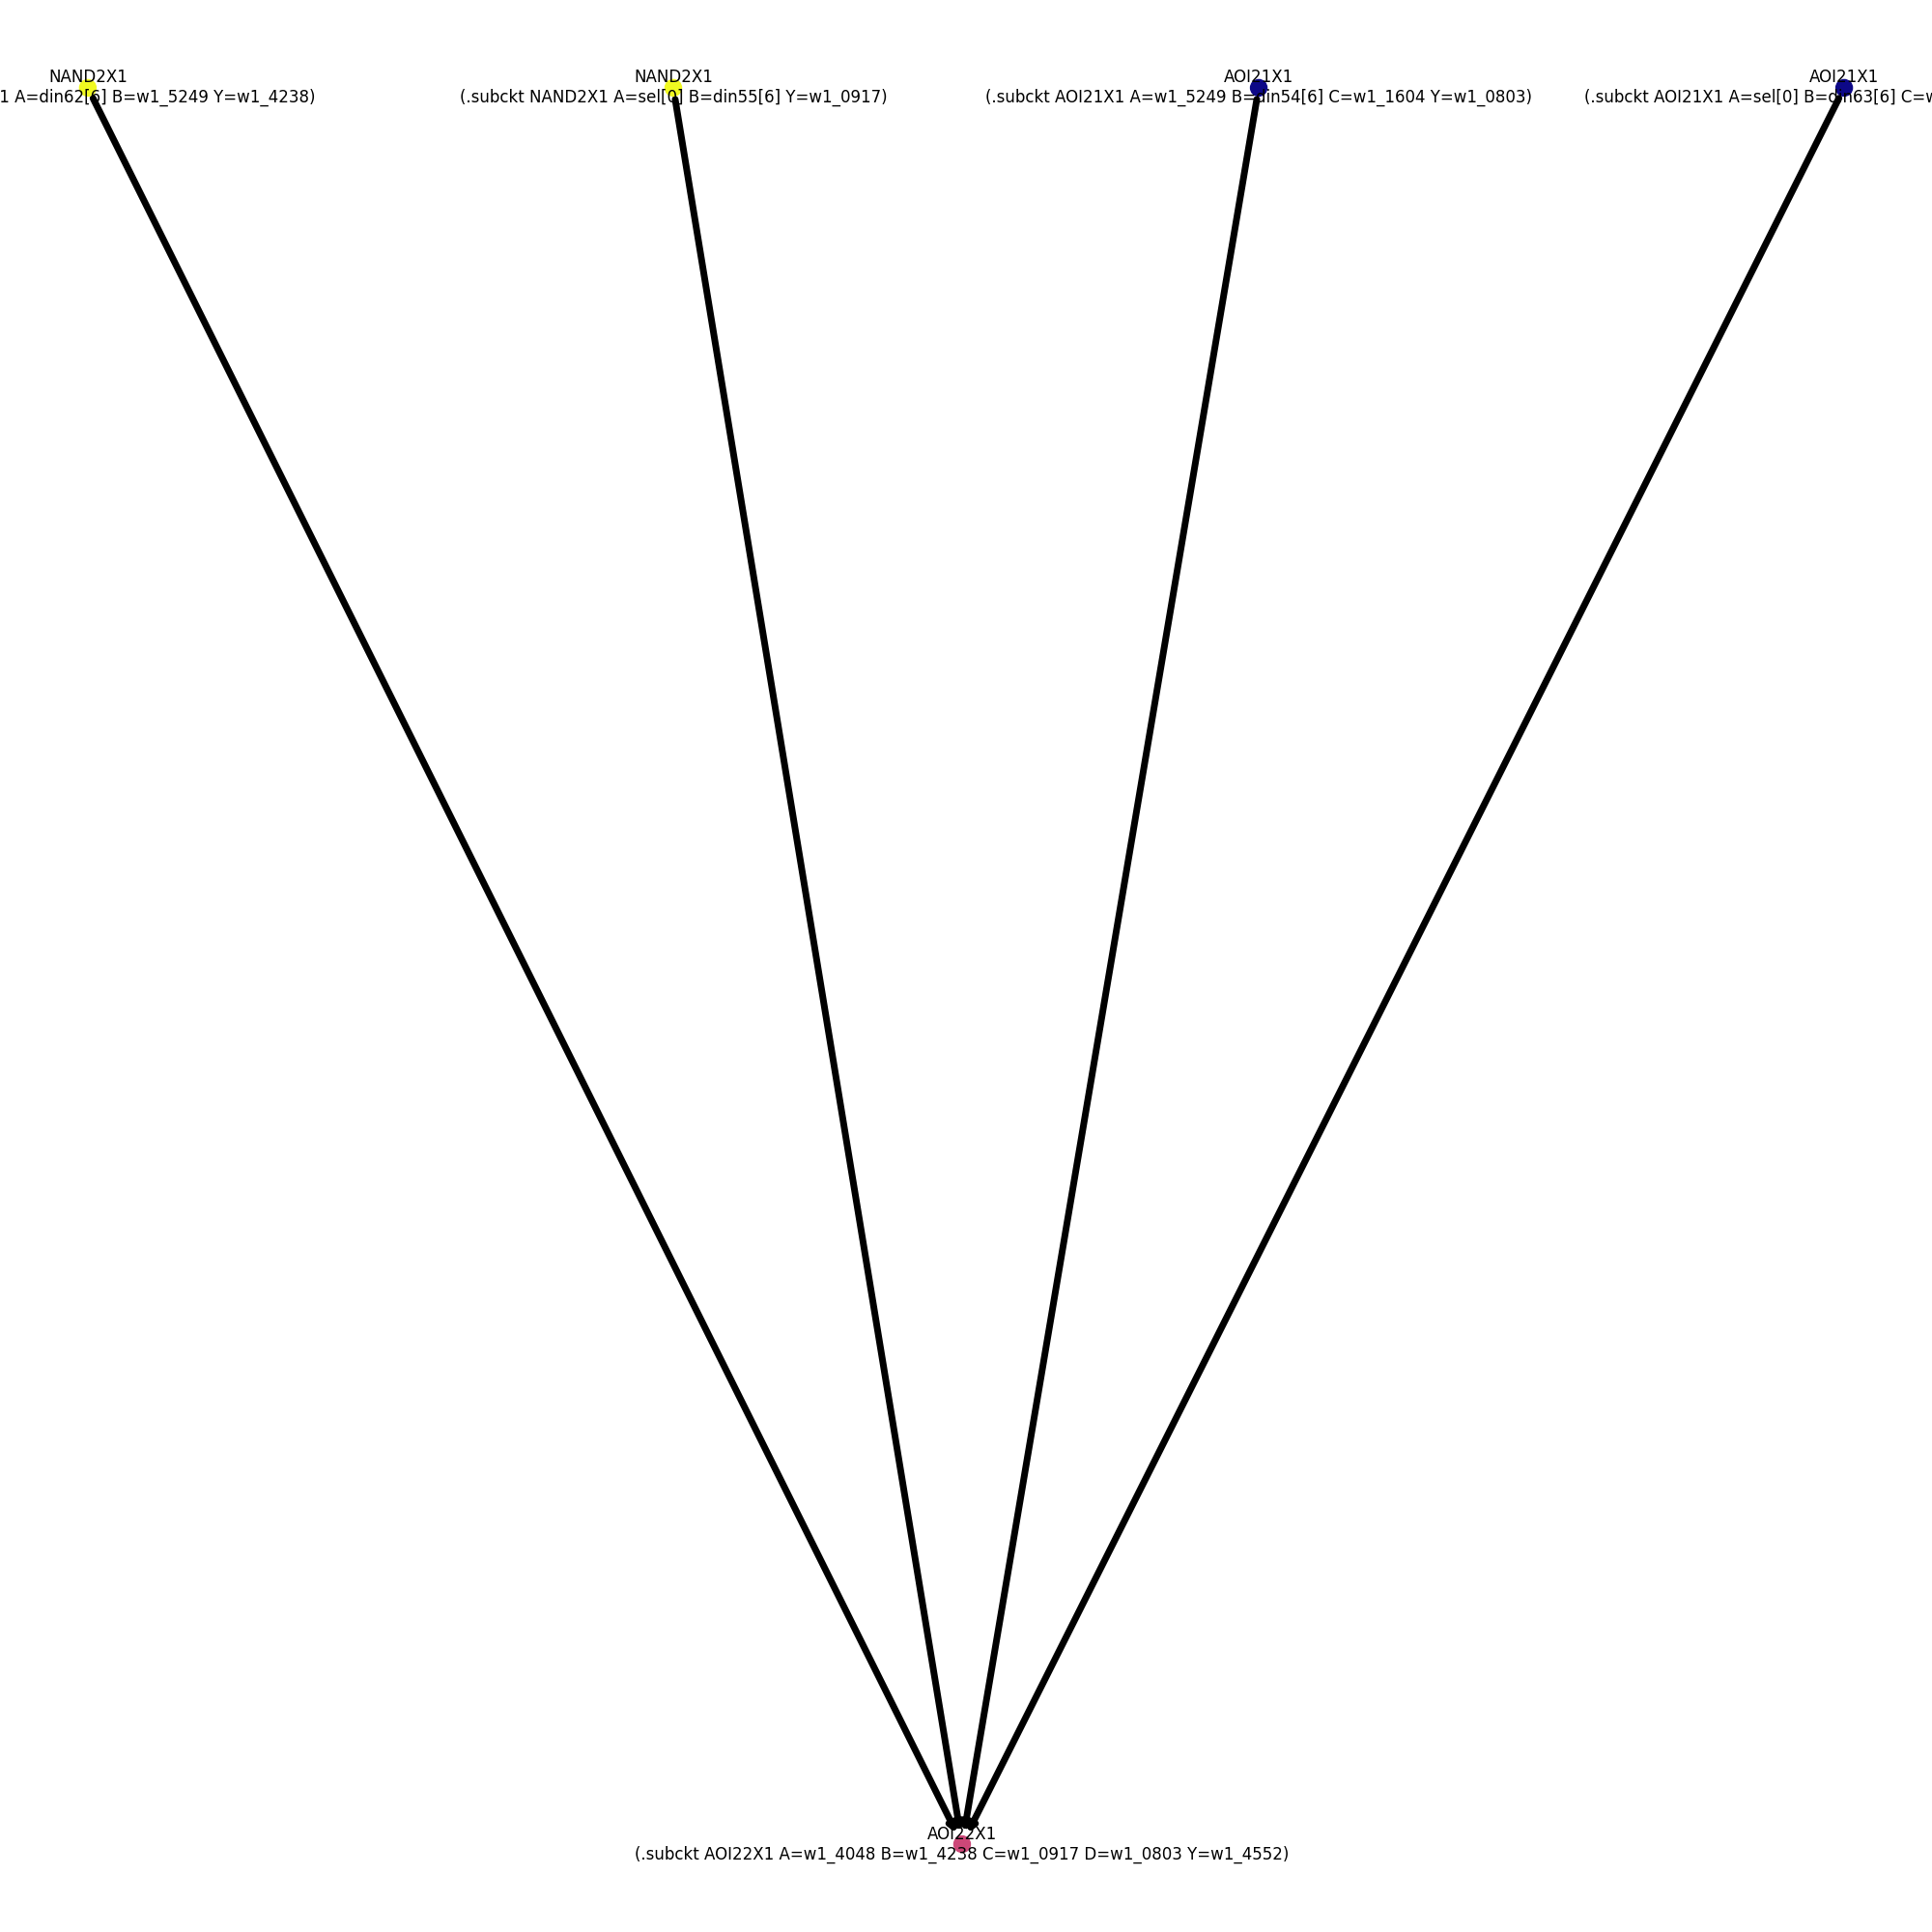 NAND2X1
1 A=din62[6] B=w1_5249 Y=w1_4238)
NAND2X1
(.subckt NAND2X1 A=sel[0] B=din55[6] Y=w1_0917)
AOI21X1
(.subckt AOI21X1 A=w1_5249 B=din54[6] C=w1_1604 Y=w1_0803)
AOI21X1
(.subckt AOI21X1 A=sel[0] B=din63[6] C=w
AOI22X1
(.subckt AOI22X1 A=w1_4048 B=w1_4238 C=w1_0917 D=w1_0803 Y=w1_4552)